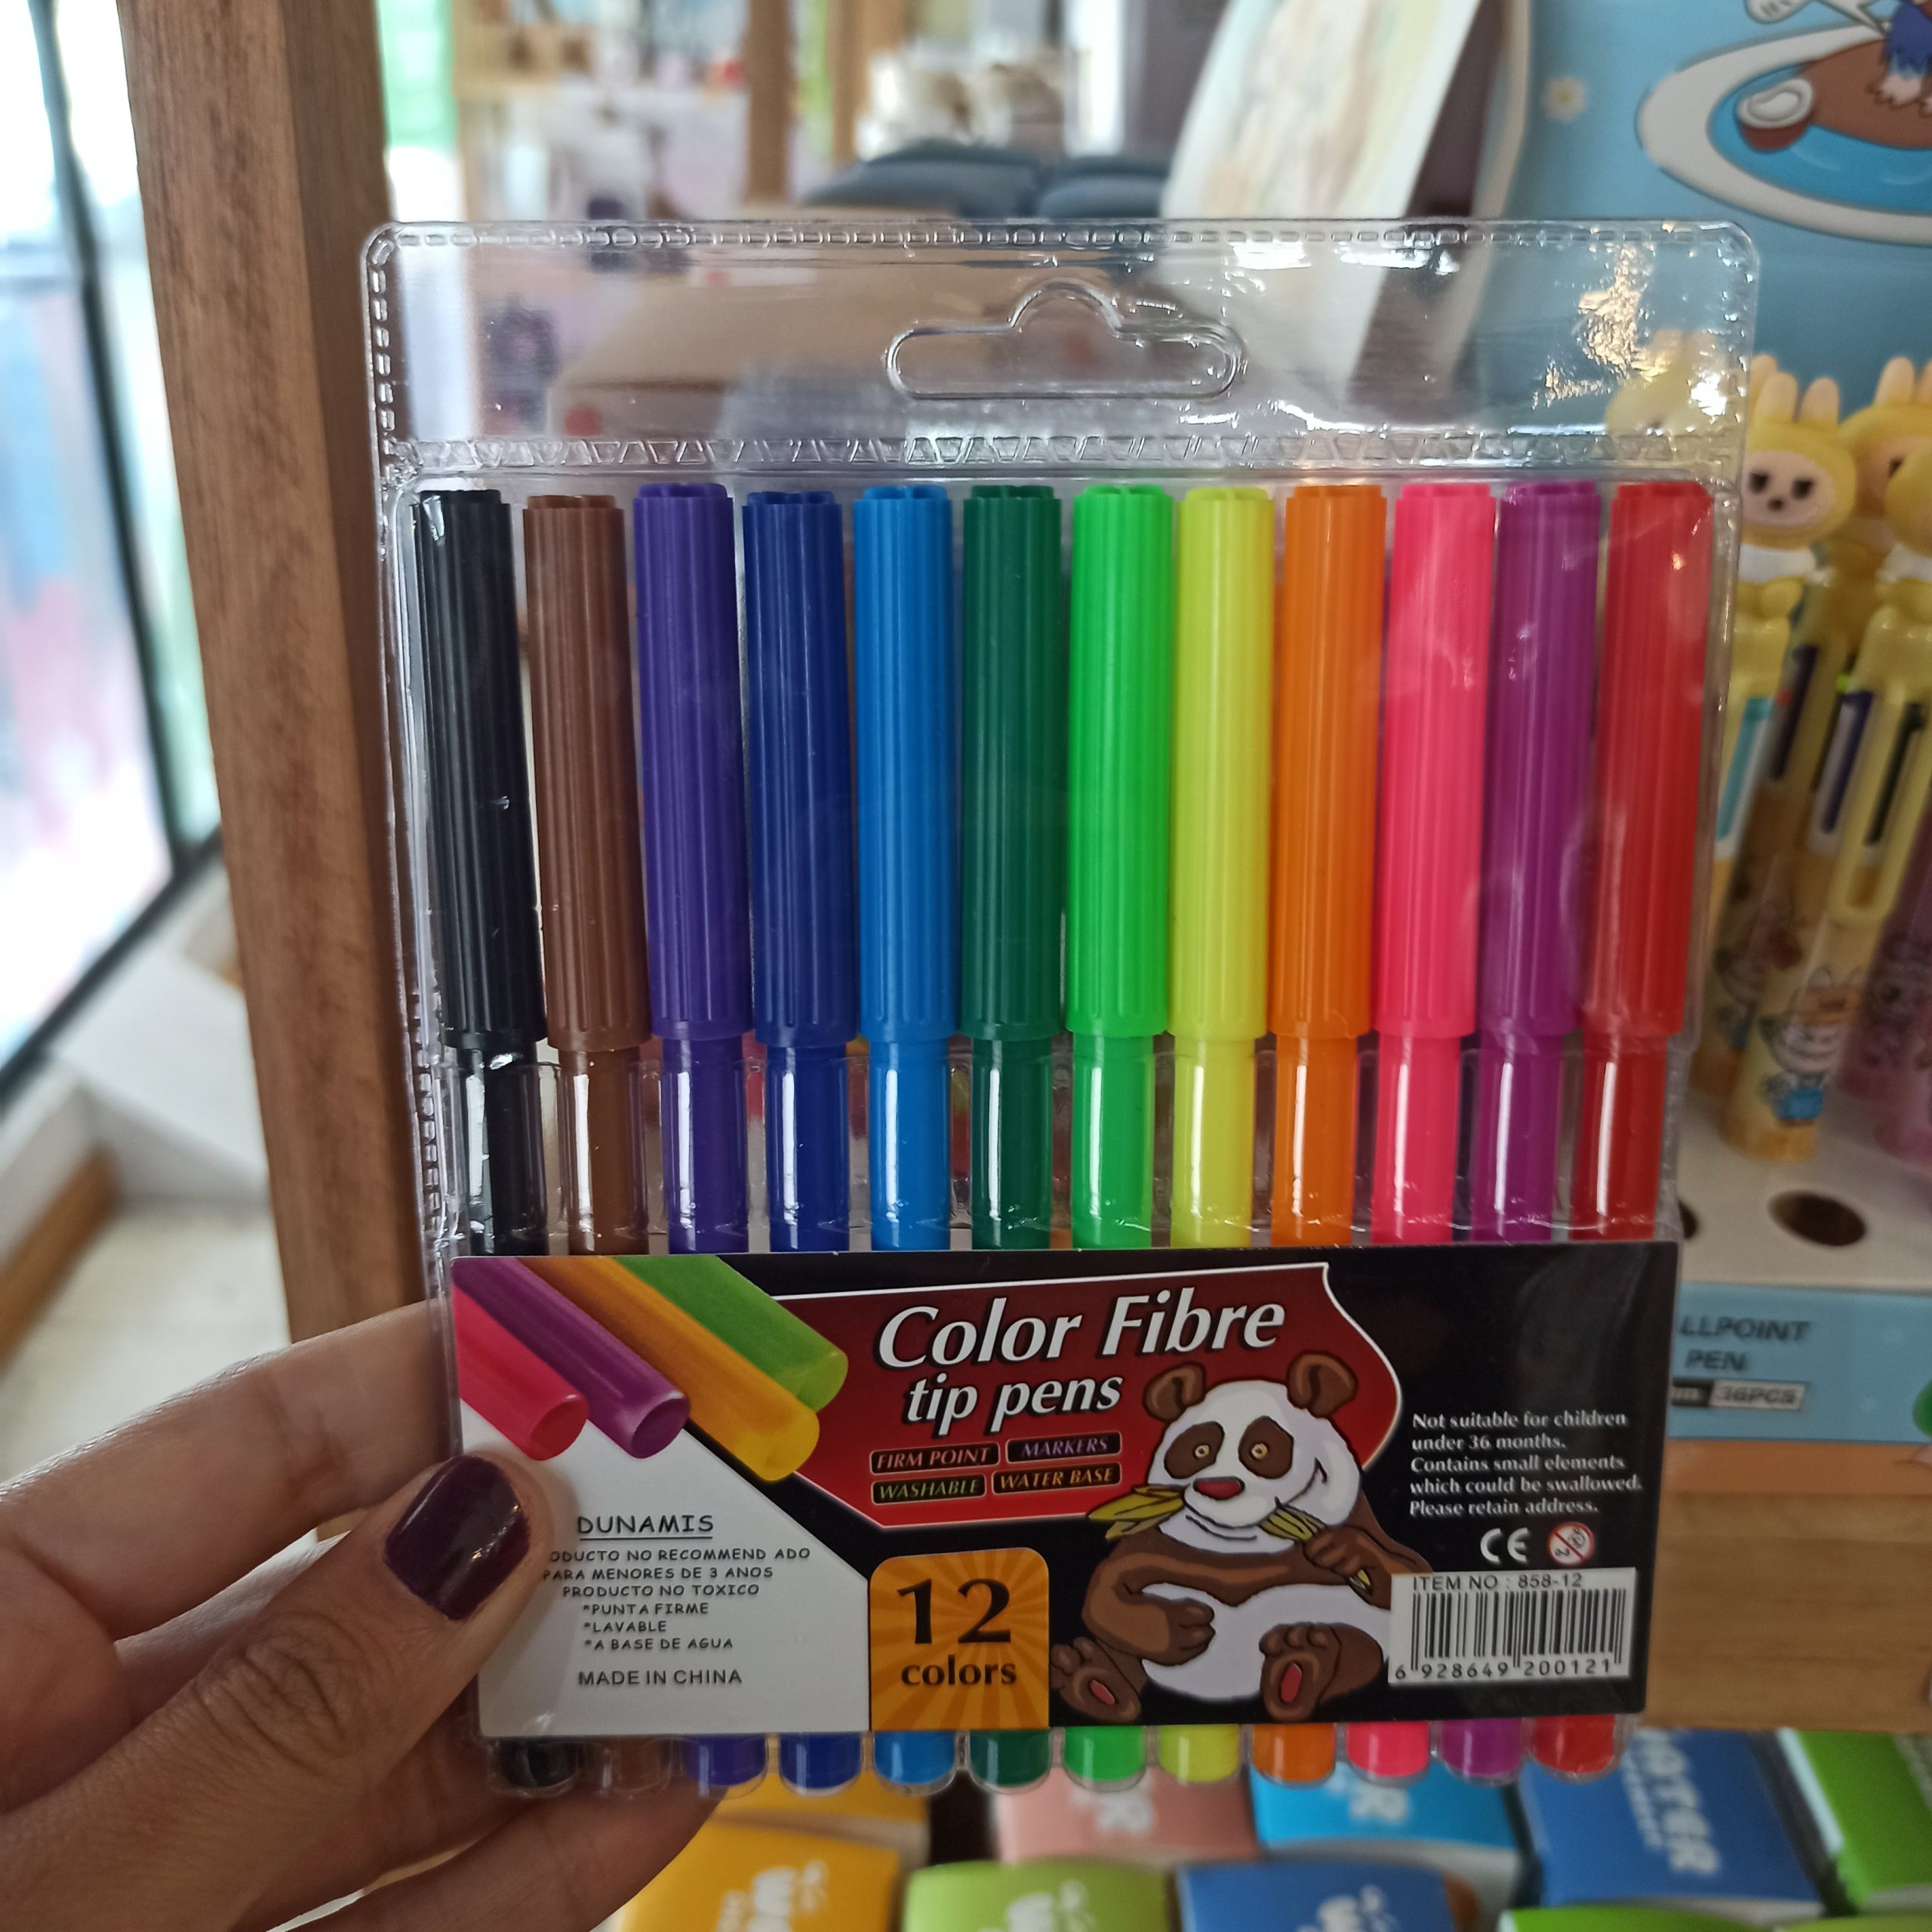 Color Fibre
tip pens
FIRM POINT MARKERS
WASHABLE WATER BASE
12
colors
DUNAMIS
ODUCTO NO RECOMMEND ADO
PARA MENORES DE 3 ANOS
PRODUCTO NO TOXICO
*PUNTA FIRME
*LAVABLE
*A BASE DE AGUA
MADE IN CHINA
Not suitable for children
under 36 months.
Contains small elements
which could be swallowed.
Please retain address.
CE
ITEM NO : 858-12
6 928649 200121
LLPOINT
PEN
36PCS